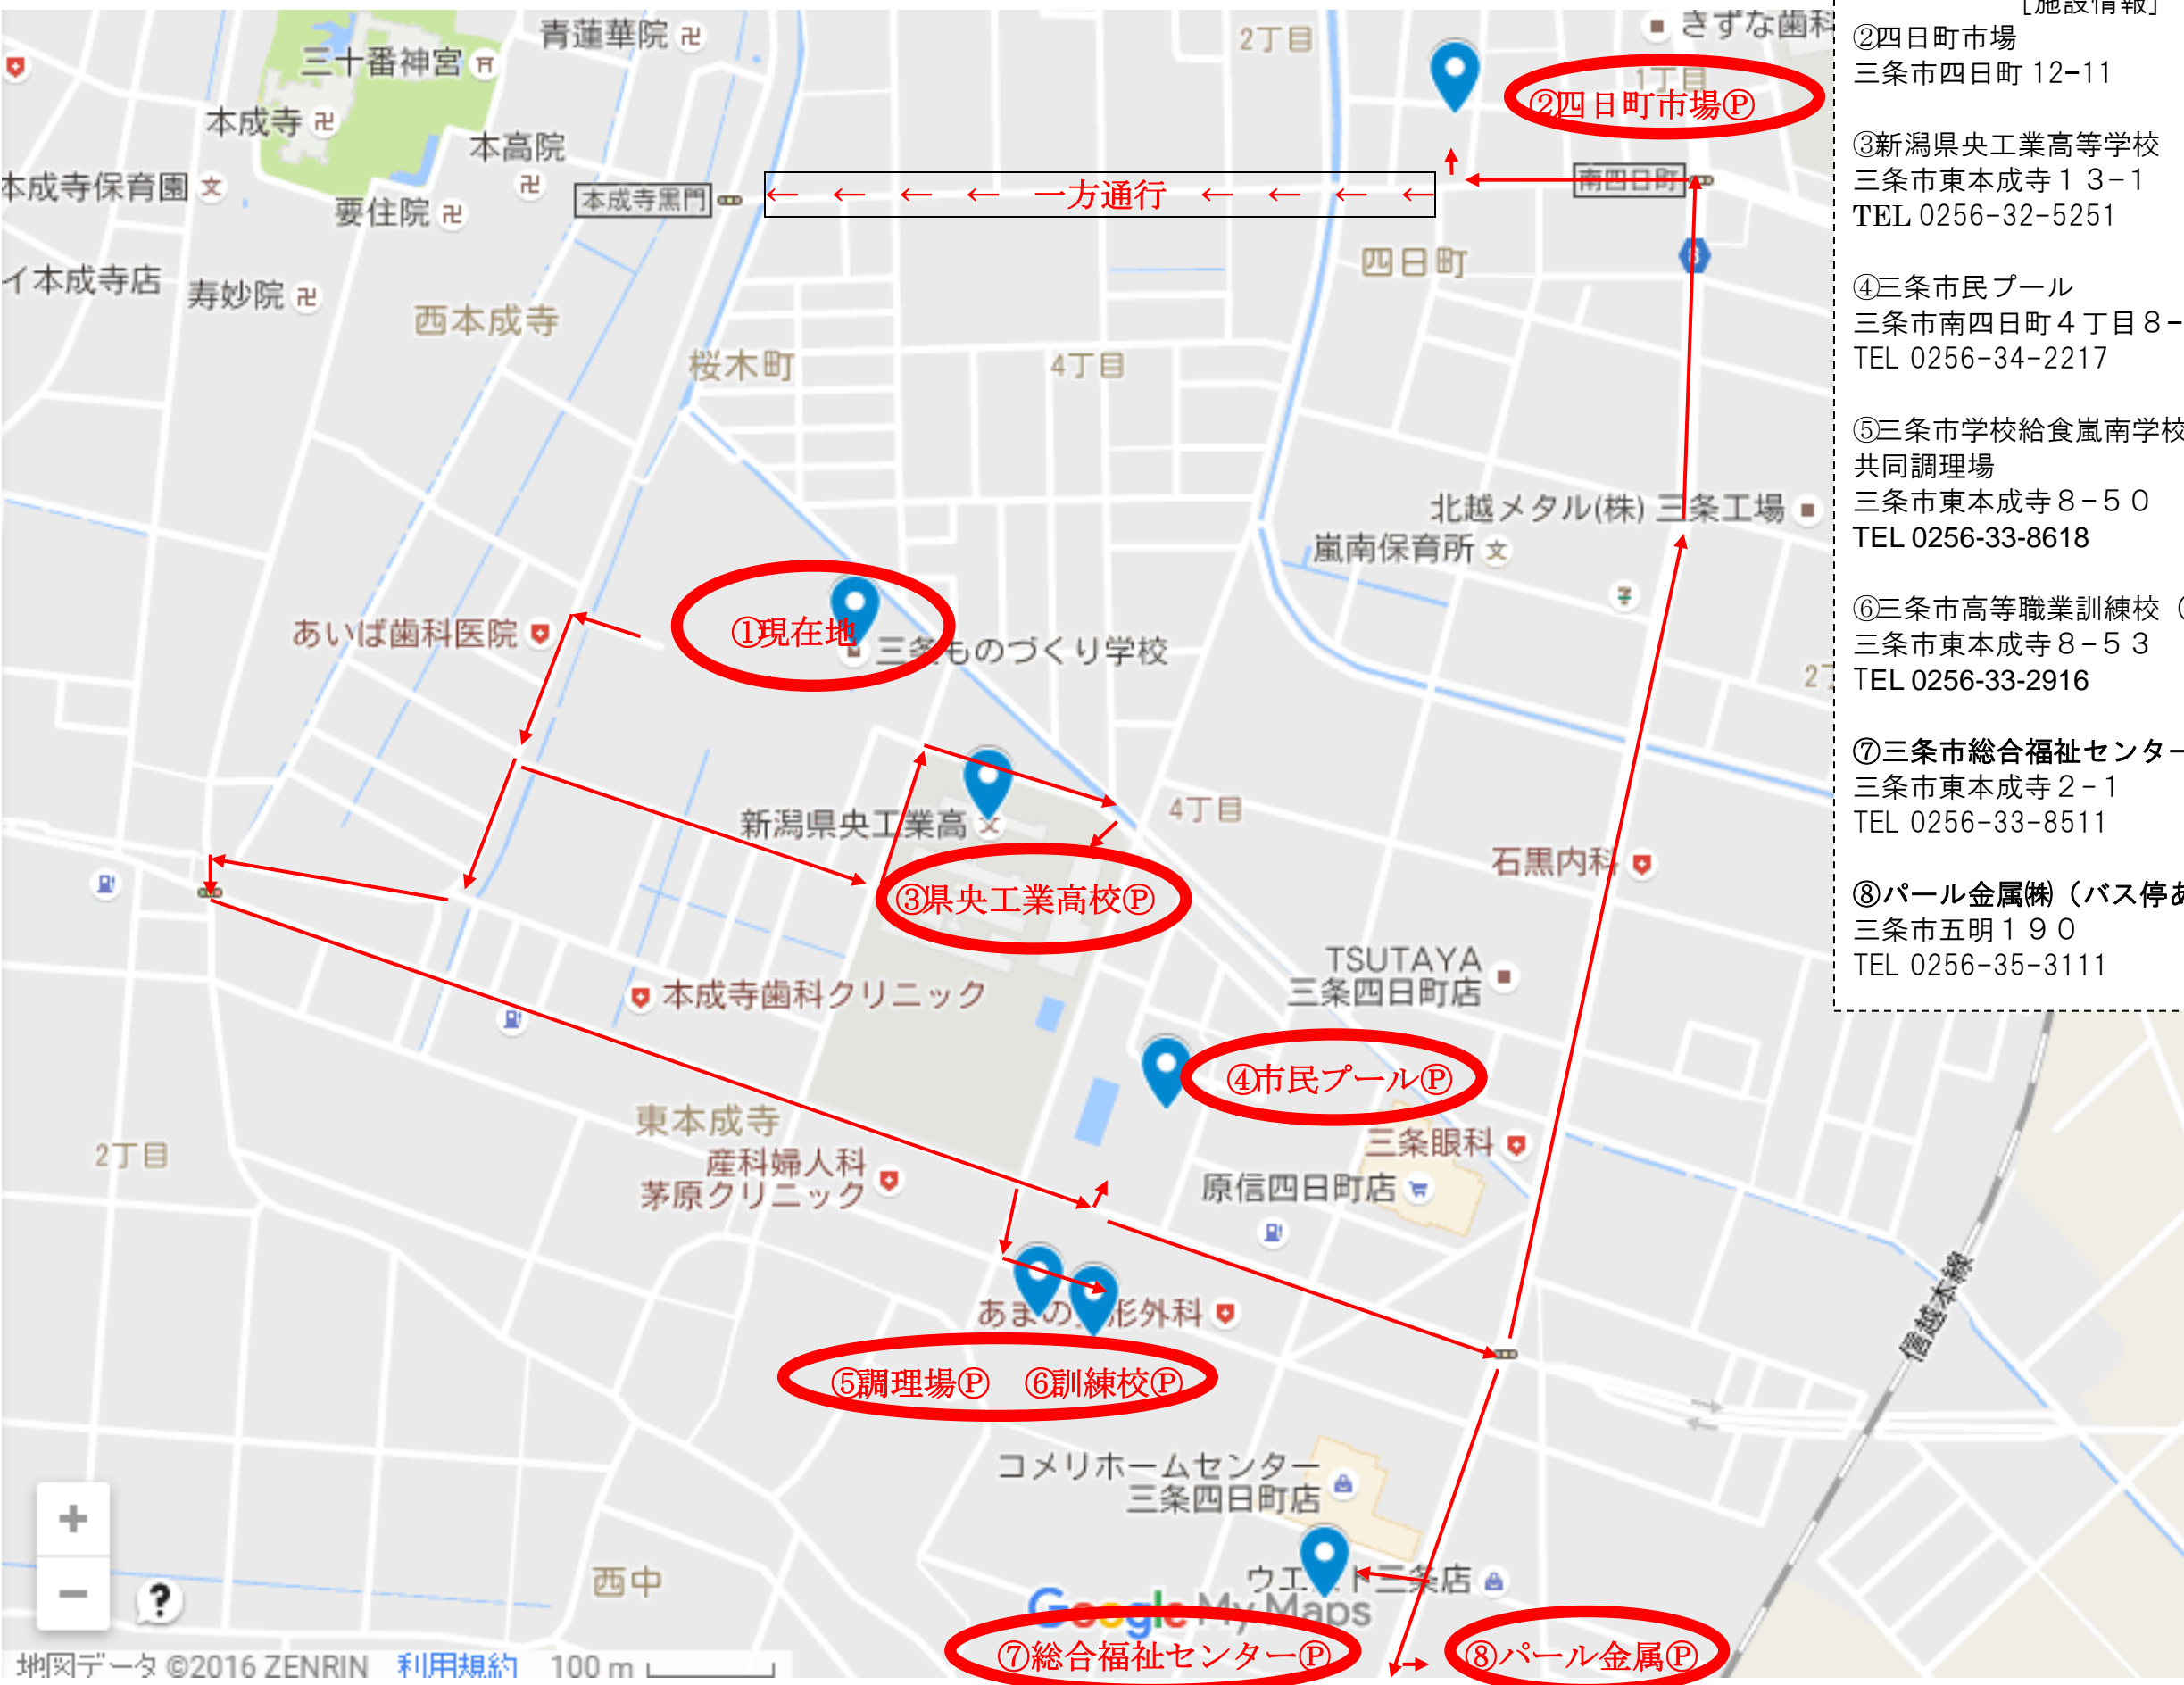 青蓮華院
2丁目
きずな歯科
三十番神宮
1丁目
②四日町市場Ⓟ
本成寺
本高院
本成寺保育園
本成寺黒門
← ← ← ← 一方通行 ← ← ← ←
南四日町
要住院
四日町
イ本成寺店
寿妙院
西本成寺
桜木町
4丁目
北越メタル(株) 三条工場
嵐南保育所
あいば歯科医院
①現在地
三条ものづくり学校
新潟県央工業高
4丁目
石黒内科
③県央工業高校Ⓟ
TSUTAYA
三条四日町店
本成寺歯科クリニック
④市民プールⓅ
東本成寺
三条眼科
2丁目
産科婦人科
茅原クリニック
原信四日町店
信越本線
⑤調理場Ⓟ ⑥訓練校Ⓟ
コメリホームセンター
三条四日町店
西中
Google My Maps
⑦総合福祉センターⓅ
⑧パール金属Ⓟ
地図データ ©2016 ZENRIN 利用規約 100 m
[施設情報]
②四日町市場
三条市四日町 12-11
③新潟県央工業高等学校
三条市東本成寺１３−１
TEL 0256-32-5251
④三条市民プール
三条市南四日町４丁目８−
TEL 0256-34-2217
⑤三条市学校給食嵐南学校
共同調理場
三条市東本成寺８−５０
TEL 0256-33-8618
⑥三条市高等職業訓練校（
三条市東本成寺８−５３
TEL 0256-33-2916
⑦三条市総合福祉センター
三条市東本成寺２−１
TEL 0256-33-8511
⑧パール金属㈱（バス停あ
三条市五明１９０
TEL 0256-35-3111